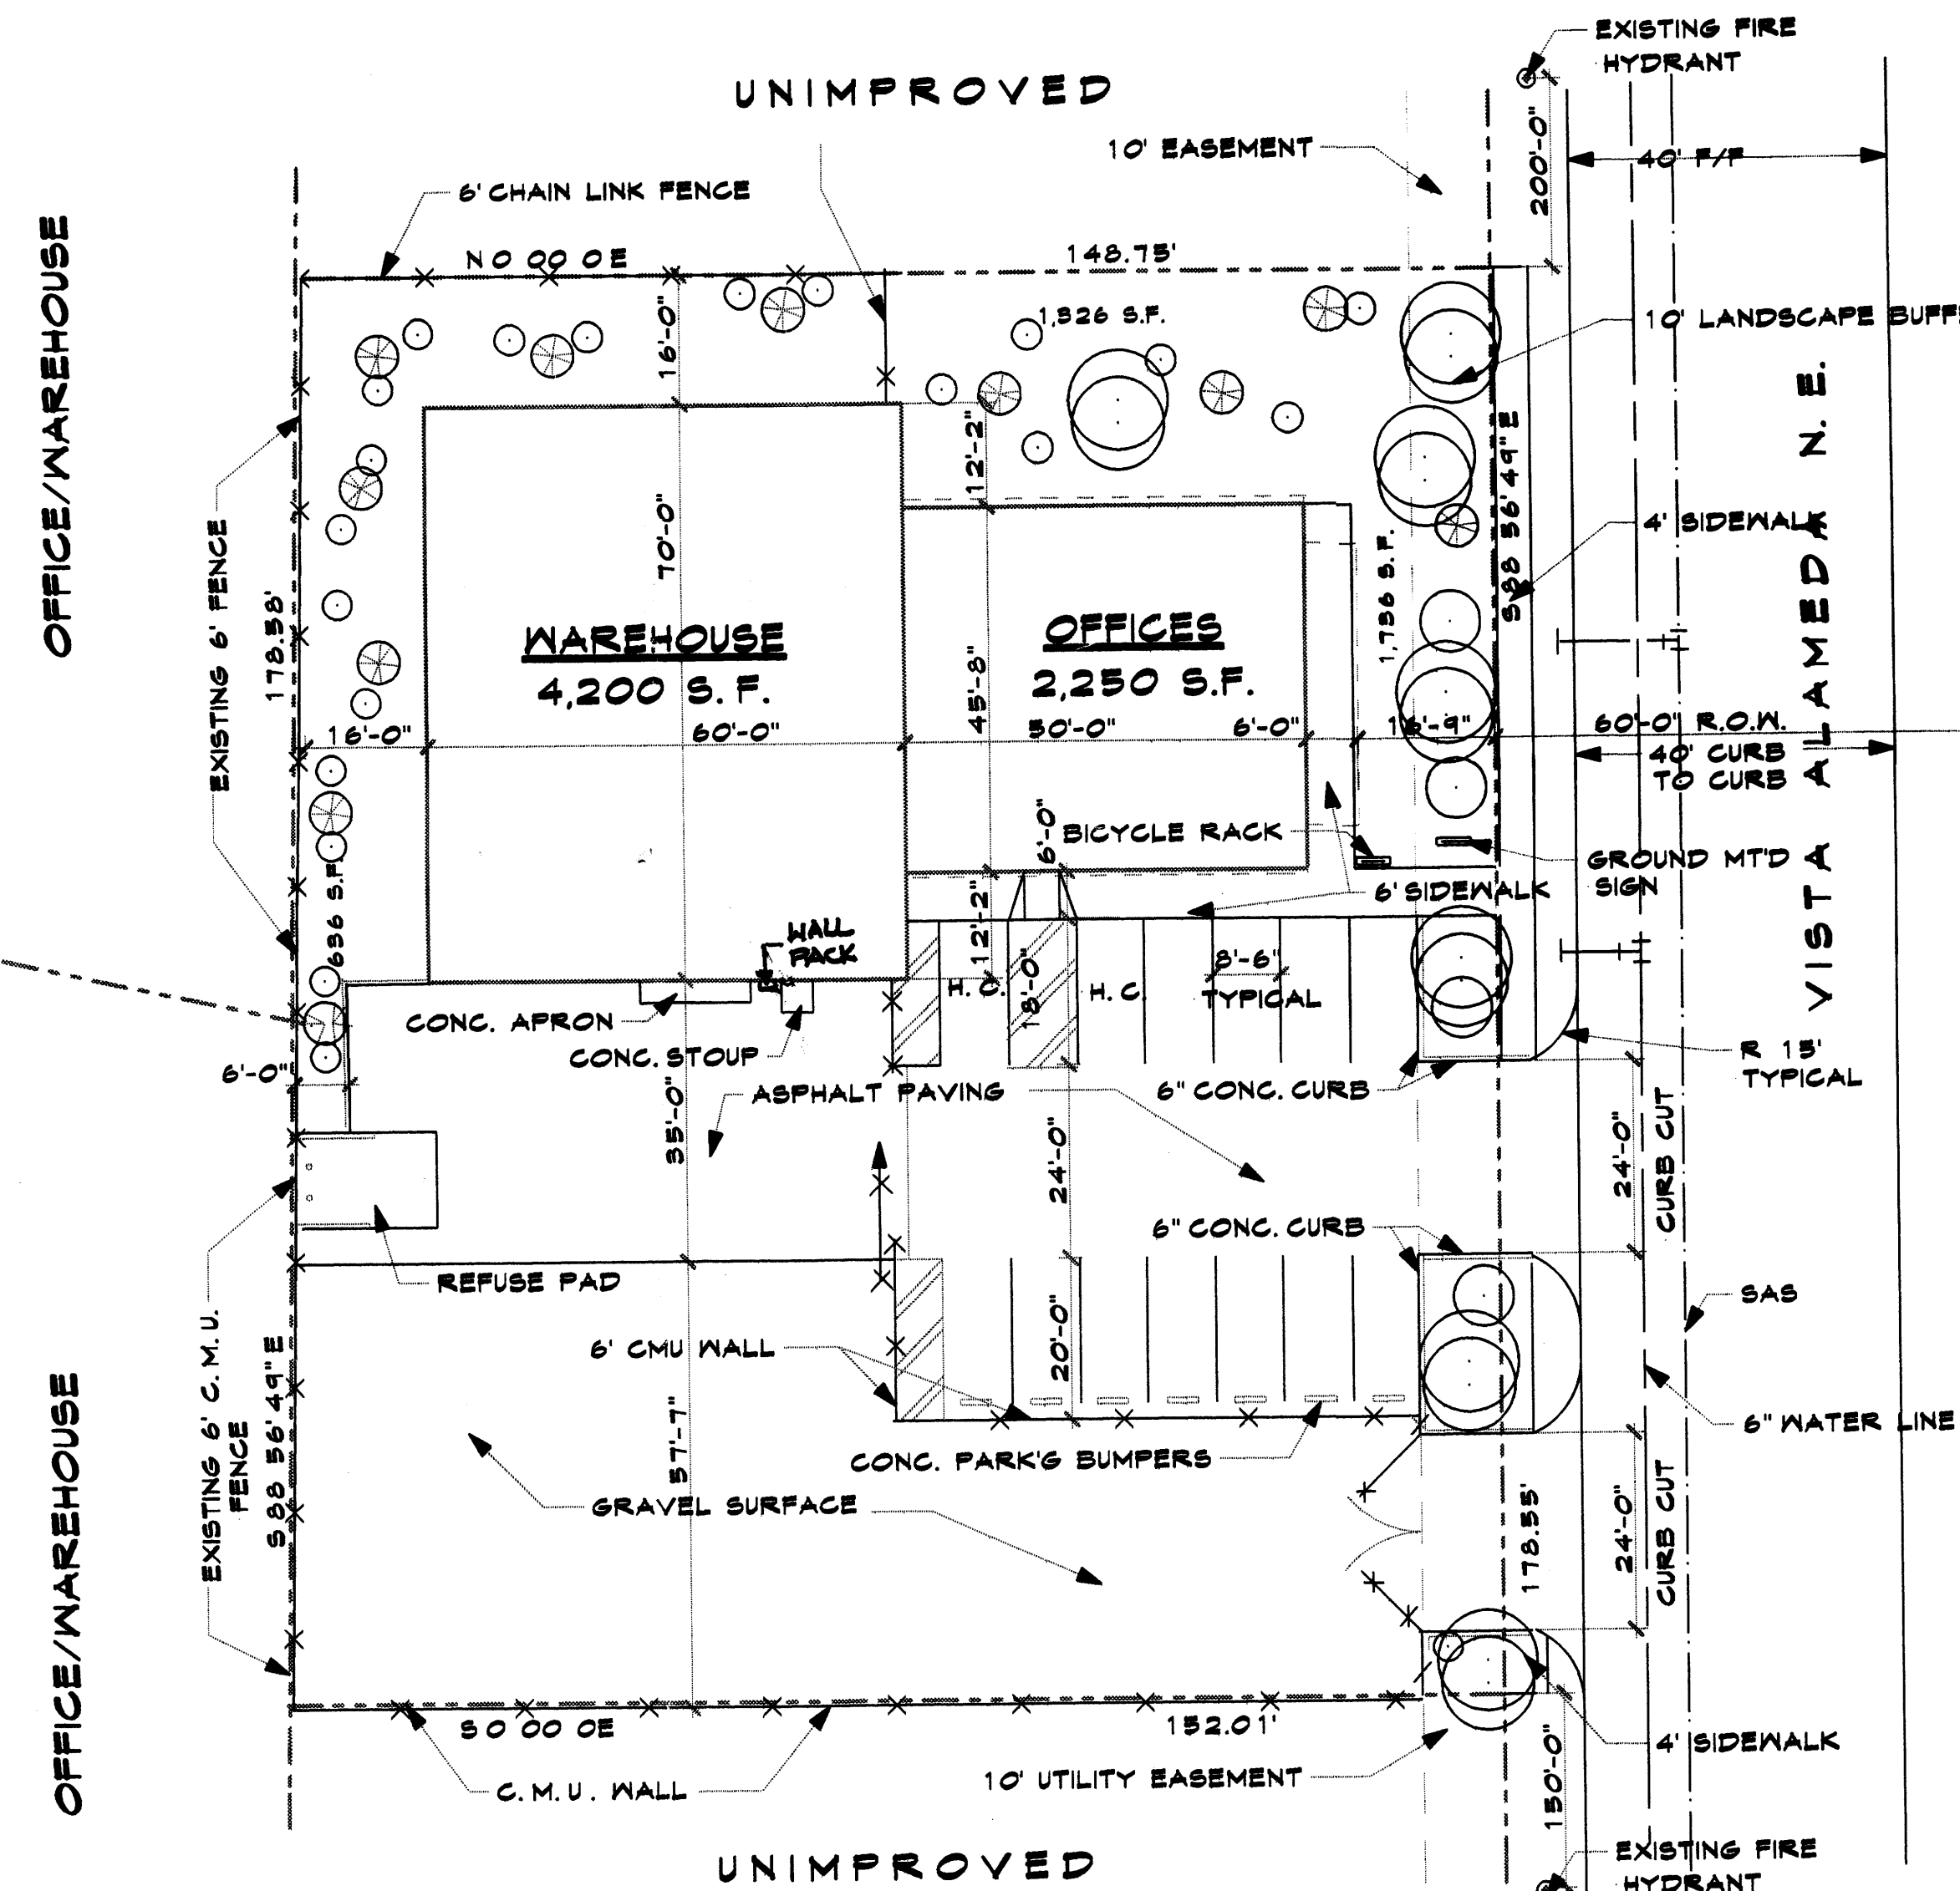 EXISTING FIRE
HYDRANT
UNIMPROVED
10' EASEMENT
200'-0"
40' F/F
6' CHAIN LINK FENCE
N 0 00 0E
148.75'
OFFICE/WAREHOUSE
16'-0"
1,326 S.F.
10' LANDSCAPE BUFF
12'-2"
S88 56'49"E
4' SIDEWALK
EXISTING 6' FENCE
178.58'
70'-0"
WAREHOUSE
4,200 S.F.
OFFICES
2,250 S.F.
45'-8"
1,736 S.F.
VISTA ALAMEDA N.E.
16'-0"
60'-0"
50'-0"
6'-0"
16'-9"
60'-0" R.O.W.
40' CURB
TO CURB
6'-0"
BICYCLE RACK
GROUND MT'D
SIGN
6' SIDEWALK
636 S.F.
WALL
PACK
12'-2"
H.C.
18'-0"
H.C.
8'-6"
TYPICAL
CONC. APRON
CONC. STOUP
6'-0"
ASPHALT PAVING
6" CONC. CURB
R 15'
TYPICAL
35'-0"
24'-0"
24'-0"
CURB CUT
6" CONC. CURB
REFUSE PAD
SAS
EXISTING 6' C.M.U.
FENCE
S88 56'49"E
6' CMU WALL
20'-0"
6" WATER LINE
OFFICE/WAREHOUSE
57'-7"
CONC. PARK'G BUMPERS
GRAVEL SURFACE
178.55'
24'-0"
CURB CUT
S 0 00 0E
152.01'
4' SIDEWALK
C.M.U. WALL
10' UTILITY EASEMENT
150'-0"
UNIMPROVED
EXISTING FIRE
HYDRANT